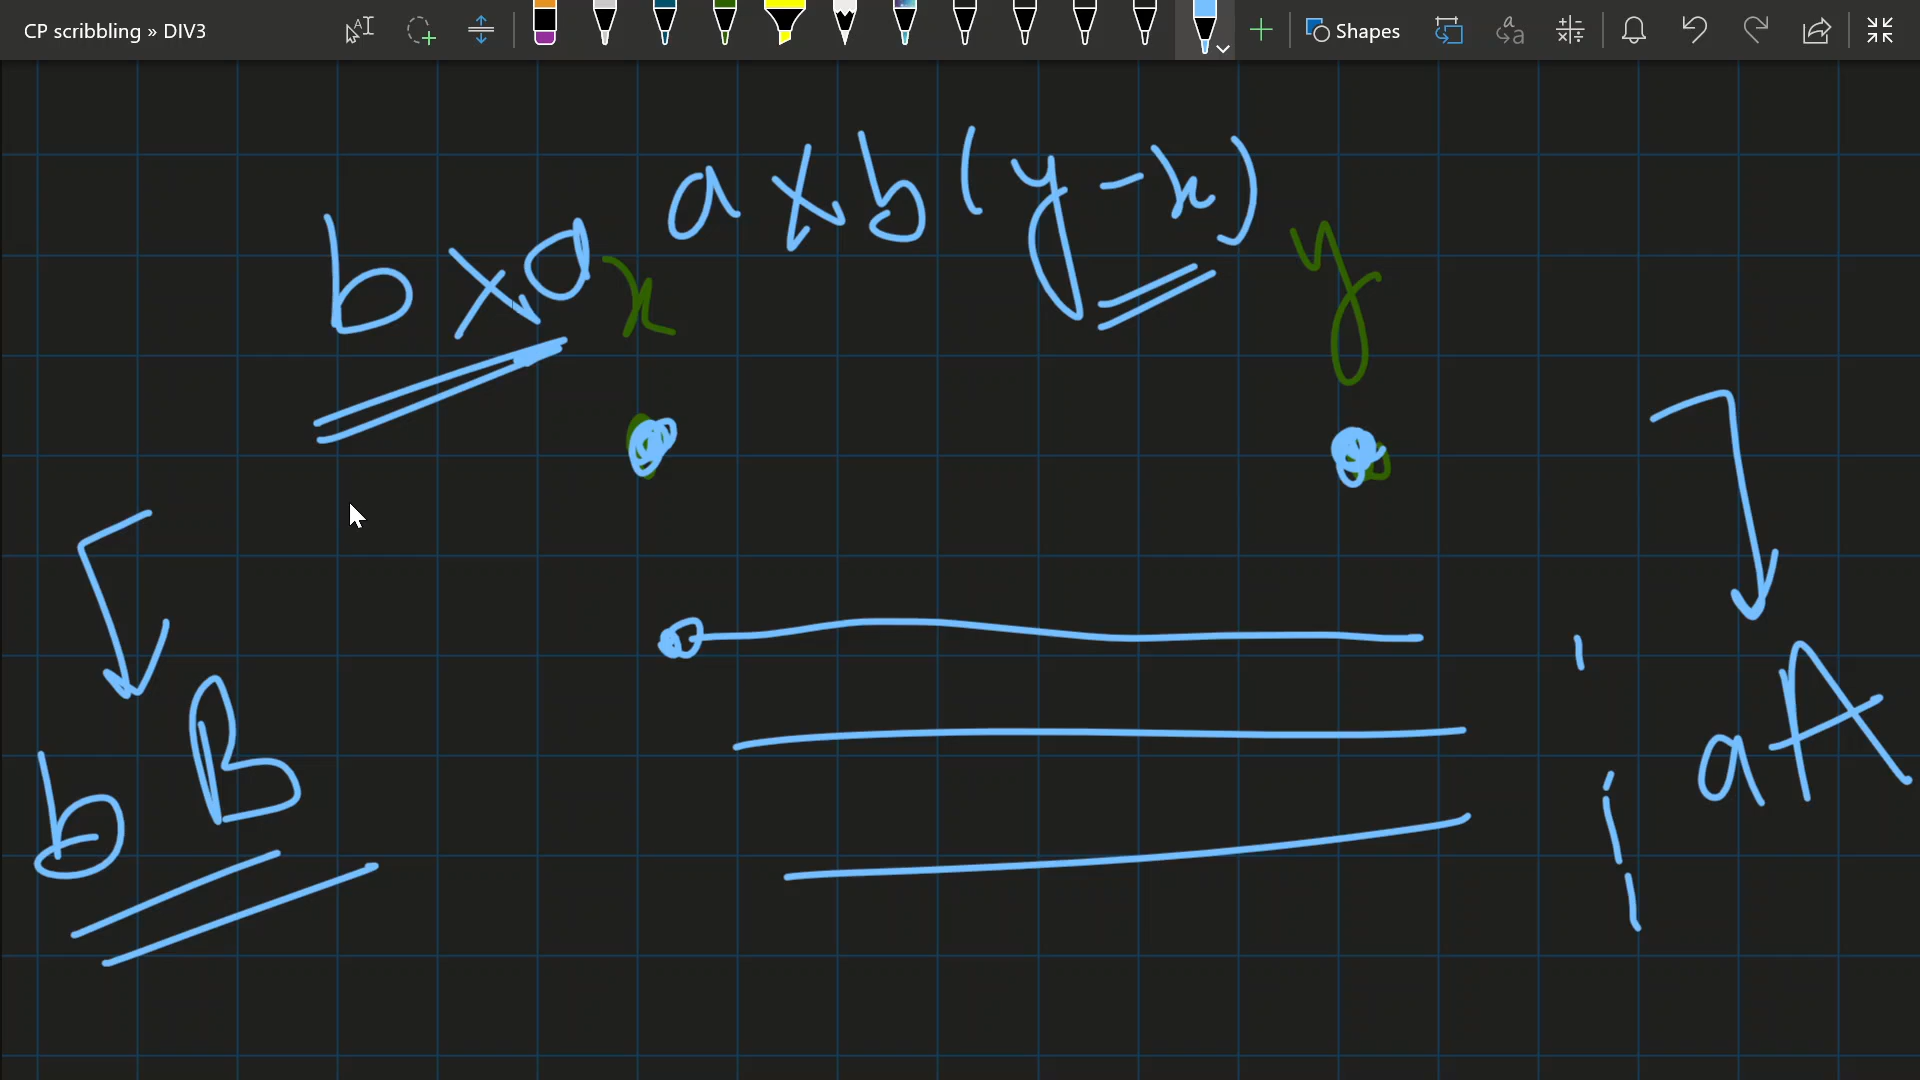 CP scribbling » DIV3
Shapes
a x b (y - x)
b x a
x
y
B
b
A
a